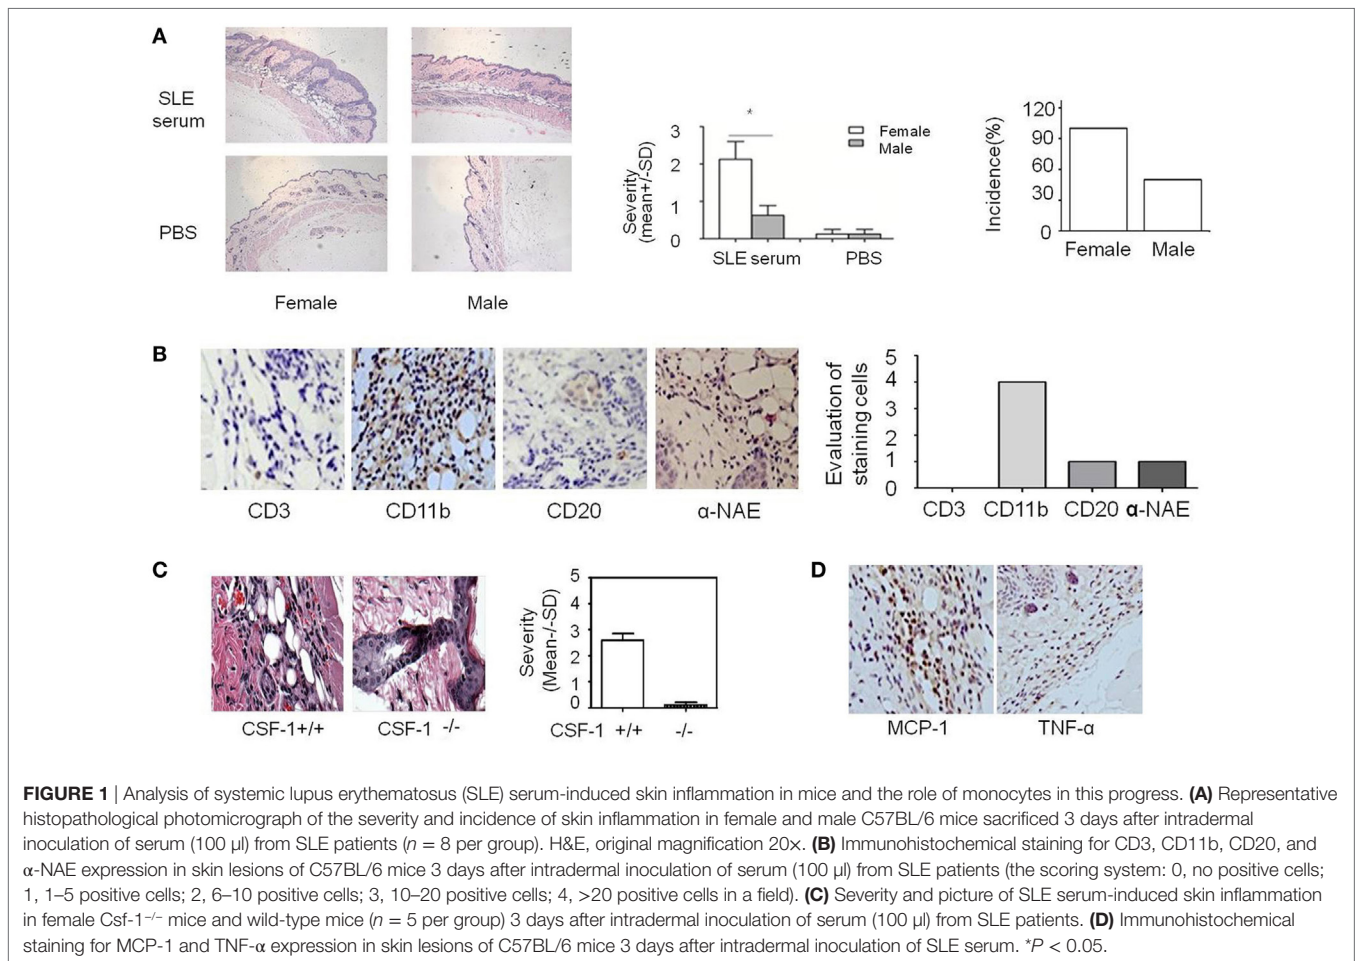 A
SLE
serum
PBS
Female
Male
Severity
(mean+/-SD)
3
2
1
0
*
Female
Male
SLE serum
PBS
Incidence(%)
120
90
60
30
0
Female
Male
B
CD3
CD11b
CD20
α-NAE
Evaluation of
staining cells
5
4
3
2
1
0
CD3
CD11b
CD20
α-NAE
C
CSF-1+/+
CSF-1 -/-
Severity
(Mean-/-SD)
5
4
3
2
1
0
CSF-1 +/+
-/-
D
MCP-1
TNF-α
FIGURE 1 | Analysis of systemic lupus erythematosus (SLE) serum-induced skin inflammation in mice and the role of monocytes in this progress. (A) Representative
histopathological photomicrograph of the severity and incidence of skin inflammation in female and male C57BL/6 mice sacrificed 3 days after intradermal
inoculation of serum (100 µl) from SLE patients (n = 8 per group). H&E, original magnification 20×. (B) Immunohistochemical staining for CD3, CD11b, CD20, and
α-NAE expression in skin lesions of C57BL/6 mice 3 days after intradermal inoculation of serum (100 µl) from SLE patients (the scoring system: 0, no positive cells;
1, 1–5 positive cells; 2, 6–10 positive cells; 3, 10–20 positive cells; 4, >20 positive cells in a field). (C) Severity and picture of SLE serum-induced skin inflammation
in female Csf-1⁻/⁻ mice and wild-type mice (n = 5 per group) 3 days after intradermal inoculation of serum (100 µl) from SLE patients. (D) Immunohistochemical
staining for MCP-1 and TNF-α expression in skin lesions of C57BL/6 mice 3 days after intradermal inoculation of SLE serum. *P < 0.05.